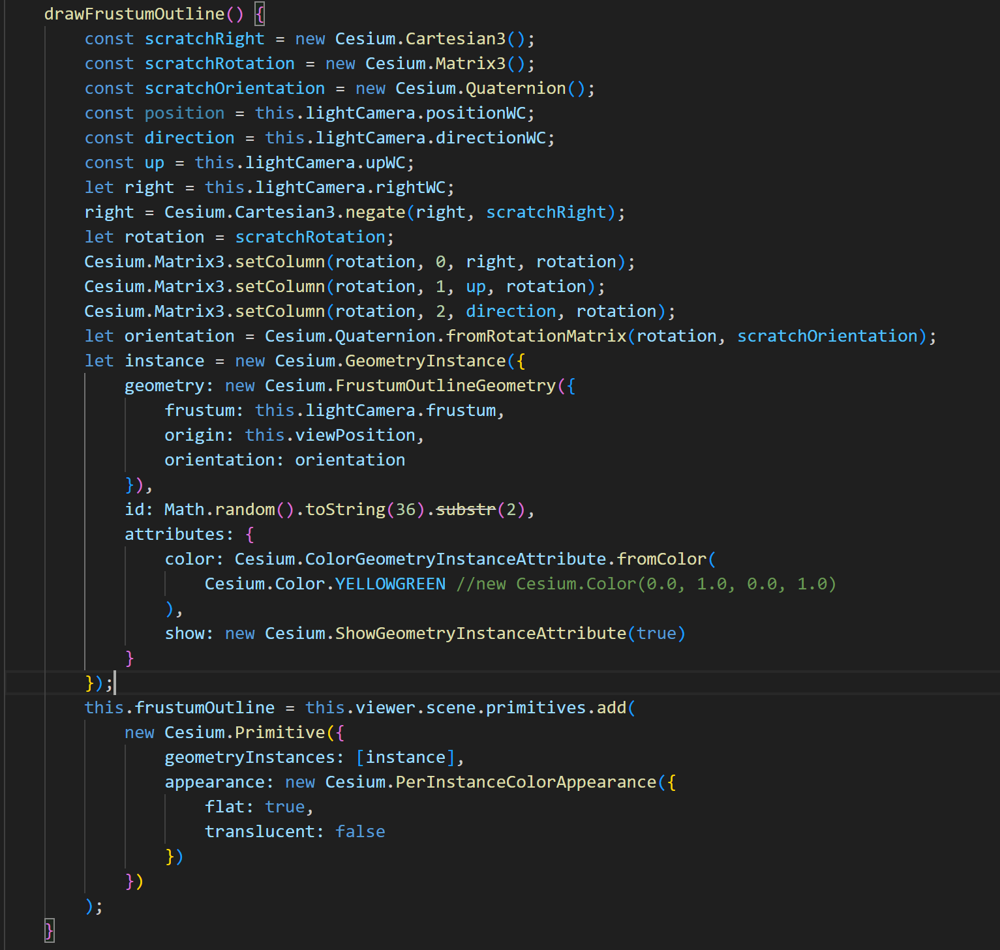 drawFrustumOutline() {
const scratchRight = new Cesium.Cartesian3();
const scratchRotation = new Cesium.Matrix3();
const scratchOrientation = new Cesium.Quaternion();
const position = this.lightCamera.positionWC;
const direction = this.lightCamera.directionWC;
const up = this.lightCamera.upWC;
let right = this.lightCamera.rightWC;
right = Cesium.Cartesian3.negate(right, scratchRight);
let rotation = scratchRotation;
Cesium.Matrix3.setColumn(rotation, 0, right, rotation);
Cesium.Matrix3.setColumn(rotation, 1, up, rotation);
Cesium.Matrix3.setColumn(rotation, 2, direction, rotation);
let orientation = Cesium.Quaternion.fromRotationMatrix(rotation, scratchOrientation);
let instance = new Cesium.GeometryInstance({
geometry: new Cesium.FrustumOutlineGeometry({
frustum: this.lightCamera.frustum,
origin: this.viewPosition,
orientation: orientation
}),
id: Math.random().toString(36).substr(2),
attributes: {
color: Cesium.ColorGeometryInstanceAttribute.fromColor(
Cesium.Color.YELLOWGREEN //new Cesium.Color(0.0, 1.0, 0.0, 1.0)
),
show: new Cesium.ShowGeometryInstanceAttribute(true)
}
});
this.frustumOutline = this.viewer.scene.primitives.add(
new Cesium.Primitive({
geometryInstances: [instance],
appearance: new Cesium.PerInstanceColorAppearance({
flat: true,
translucent: false
})
})
);
}